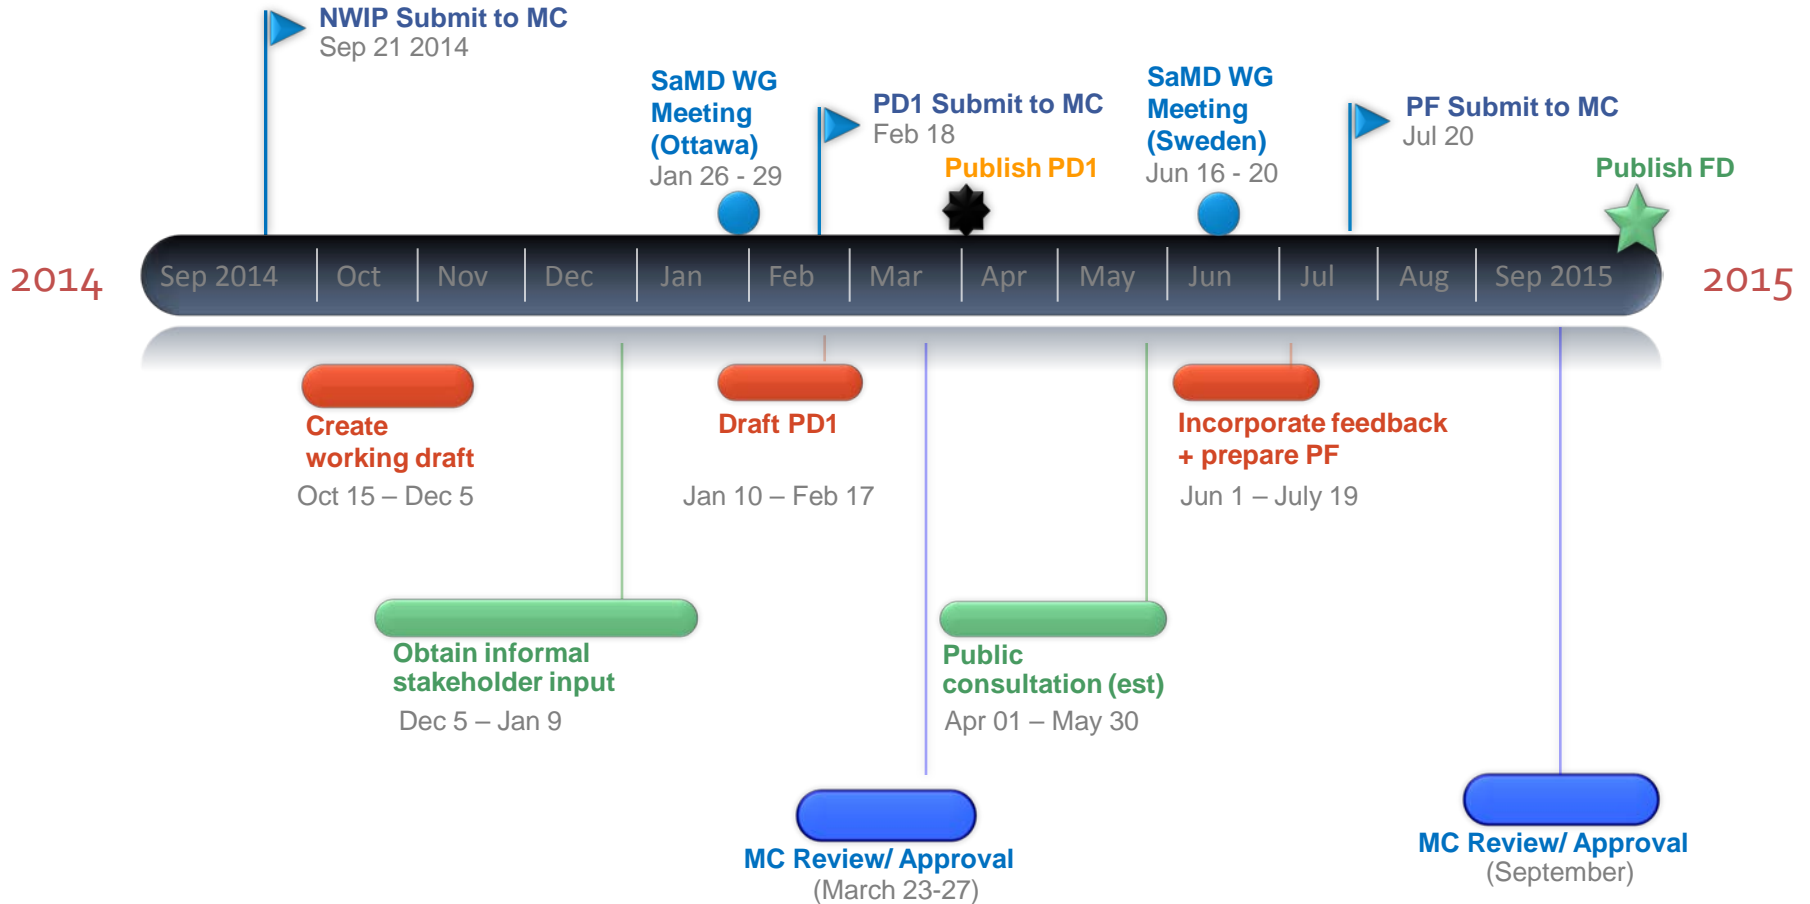 NWIP Submit to MC
Sep 21 2014
SaMD WG
Meeting
(Ottawa)
Jan 26 - 29
PD1 Submit to MC
Feb 18
Publish PD1
SaMD WG
Meeting
(Sweden)
Jun 16 - 20
PF Submit to MC
Jul 20
Publish FD
2014
Sep 2014
Oct
Nov
Dec
Jan
Feb
Mar
Apr
May
Jun
Jul
Aug
Sep 2015
2015
Create
working draft
Oct 15 – Dec 5
Draft PD1
Jan 10 – Feb 17
Incorporate feedback
+ prepare PF
Jun 1 – July 19
Obtain informal
stakeholder input
Dec 5 – Jan 9
Public
consultation (est)
Apr 01 – May 30
MC Review/ Approval
(March 23-27)
MC Review/ Approval
(September)